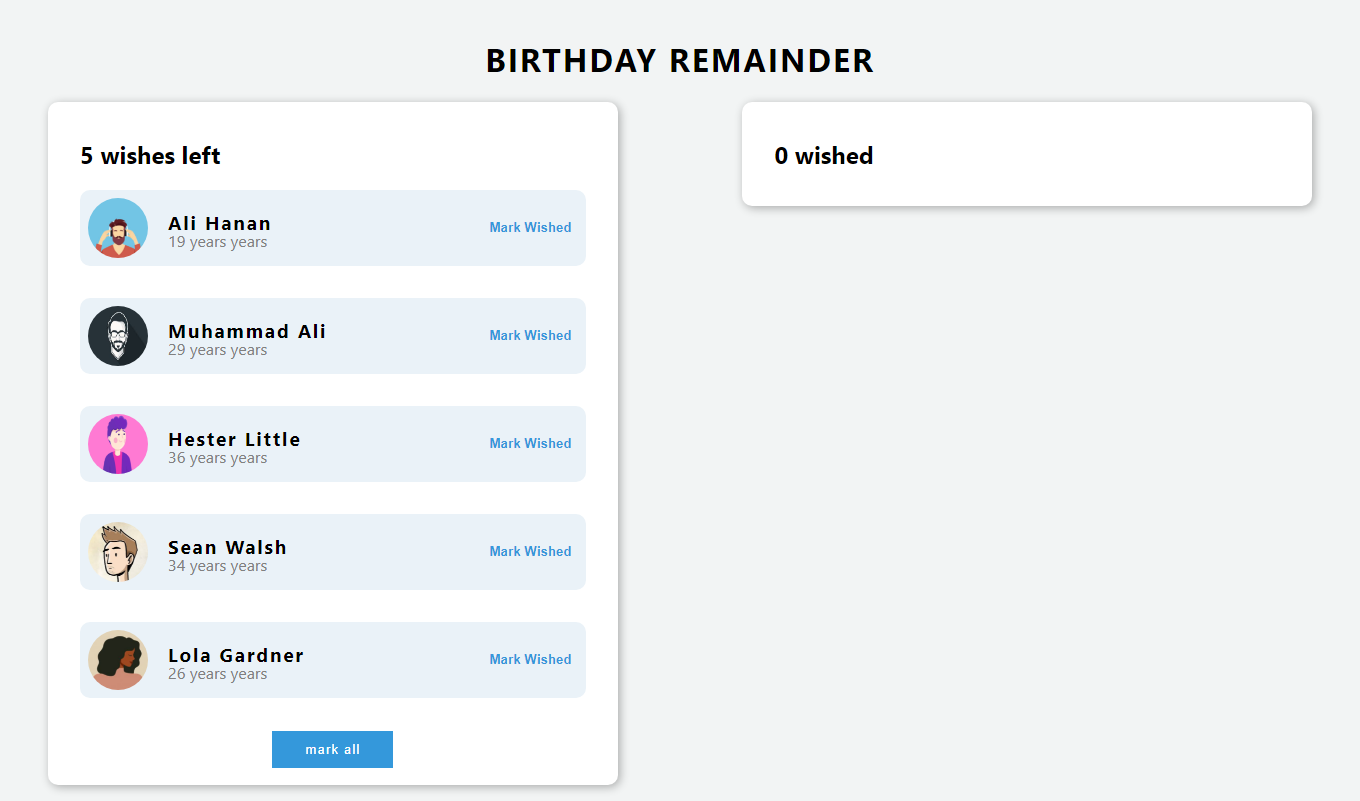 BIRTHDAY REMAINDER
5 wishes left
Ali Hanan
19 years years
Mark Wished
Muhammad Ali
29 years years
Mark Wished
Hester Little
36 years years
Mark Wished
Sean Walsh
34 years years
Mark Wished
Lola Gardner
26 years years
Mark Wished
mark all
0 wished